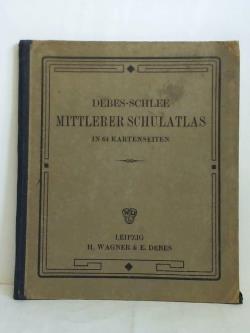 DEBES-SCHLEE
MITTLERER SCHULATLAS
IN 64 KARTENSEITEN
LEIPZIG
H. WAGNER & E. DEBES